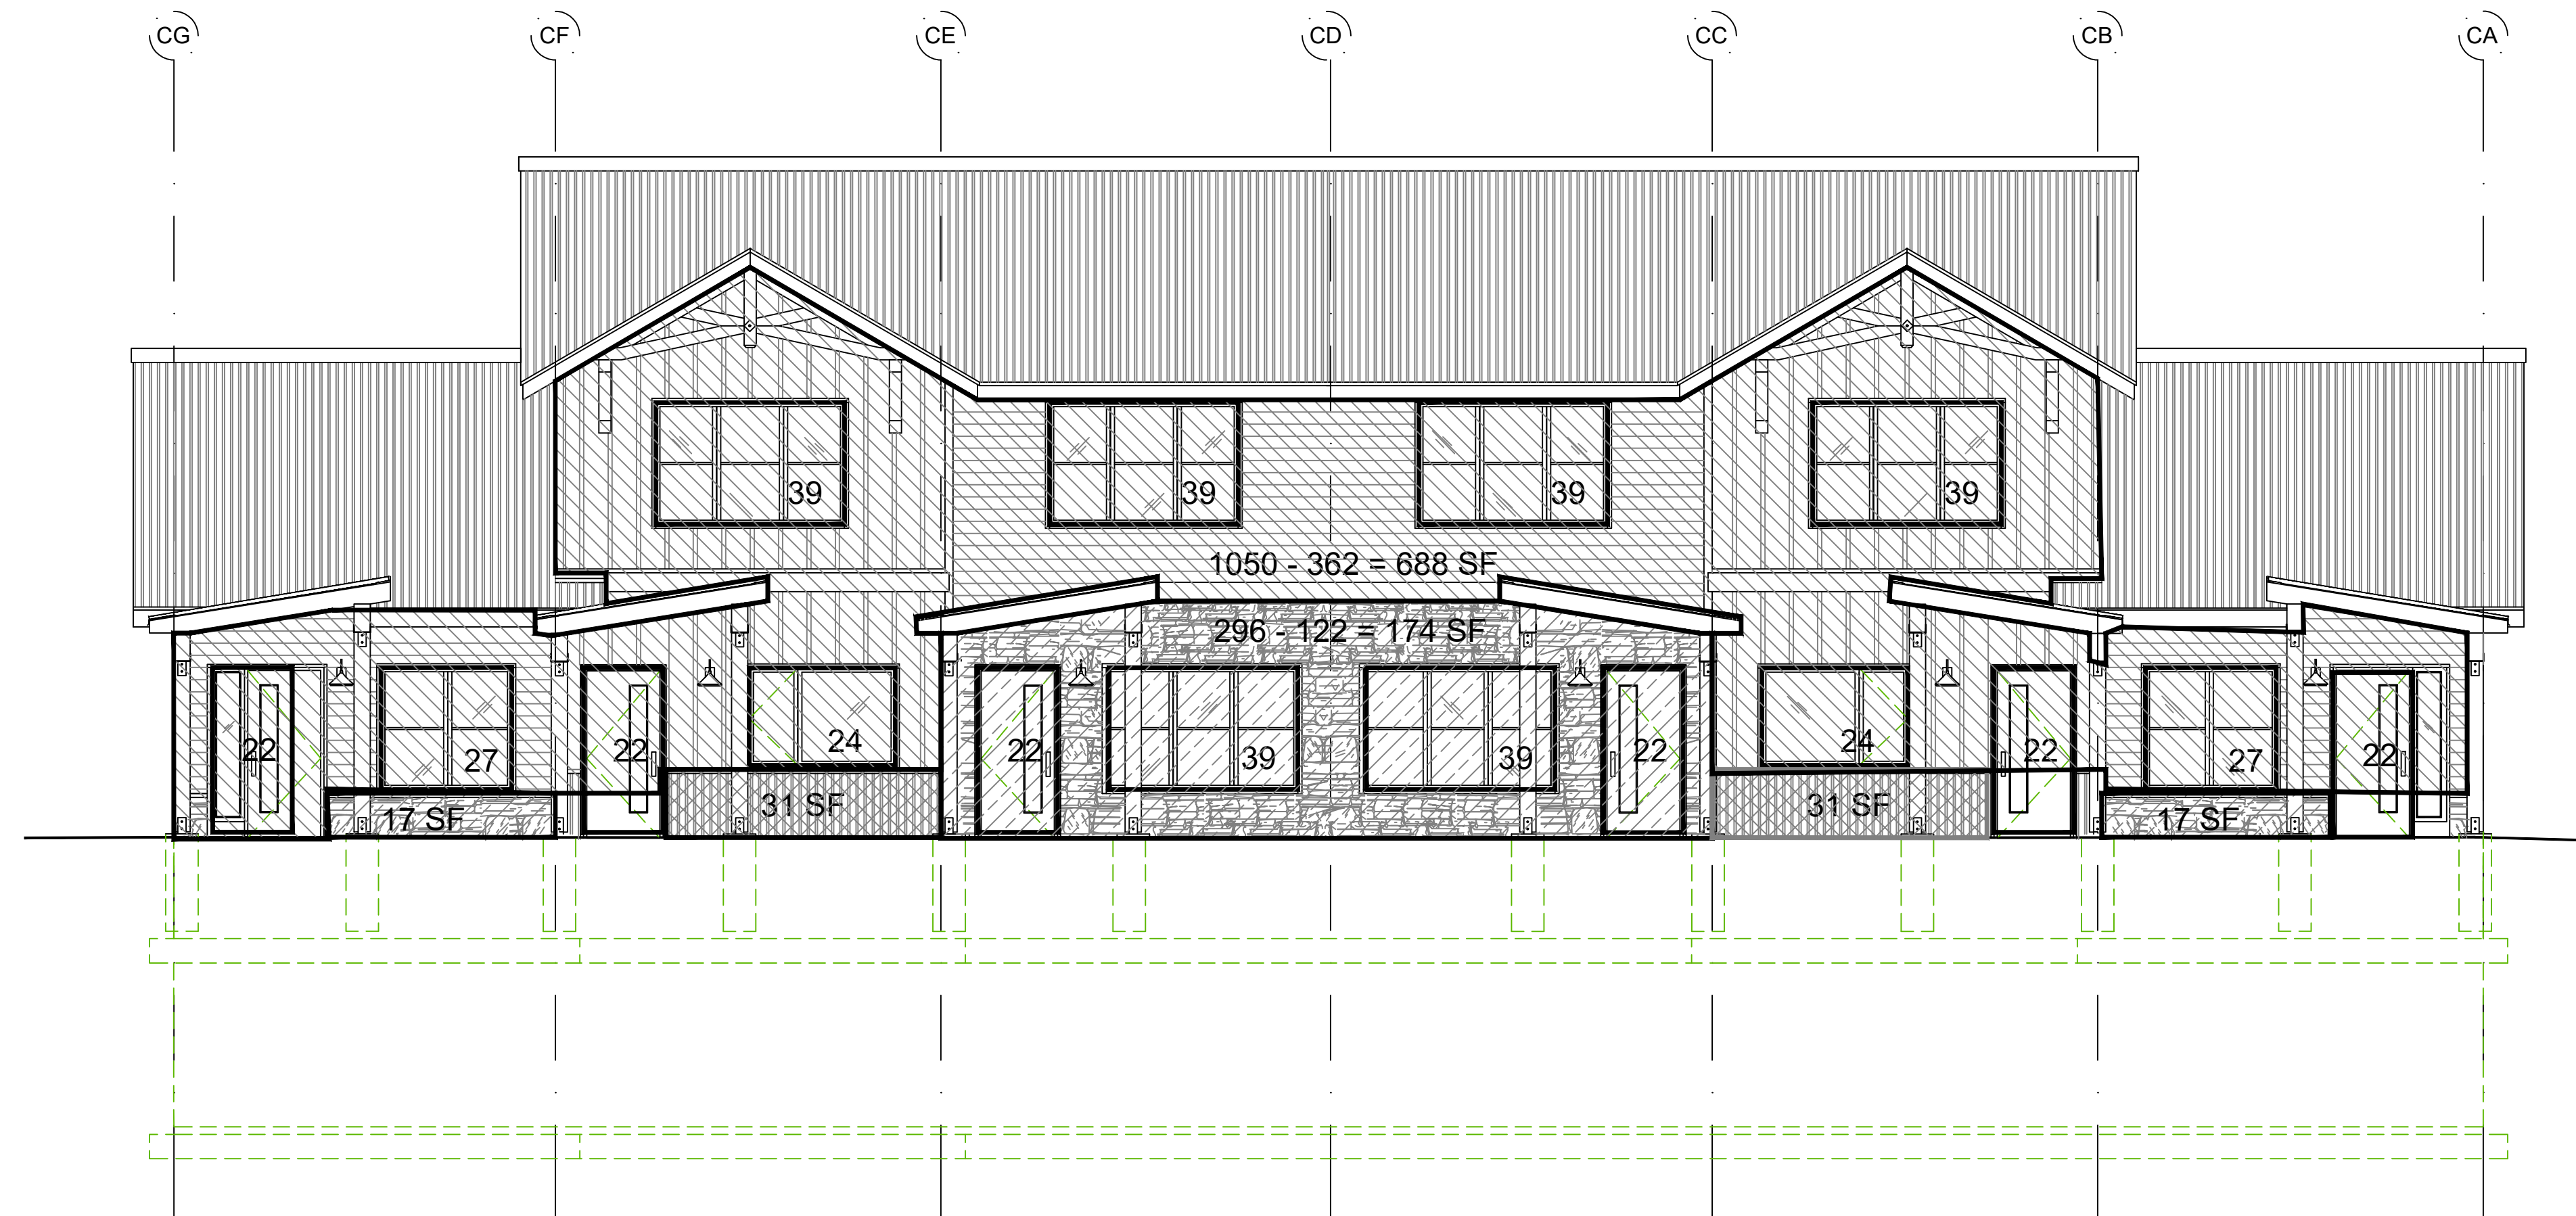 CG CF CE CD CC CB CA
39 39 39 39
1050 - 362 = 688 SF
296 - 122 = 174 SF
22 27 22 24 22 39 39 22 24 22 27 22
17 SF 31 SF 31 SF 17 SF